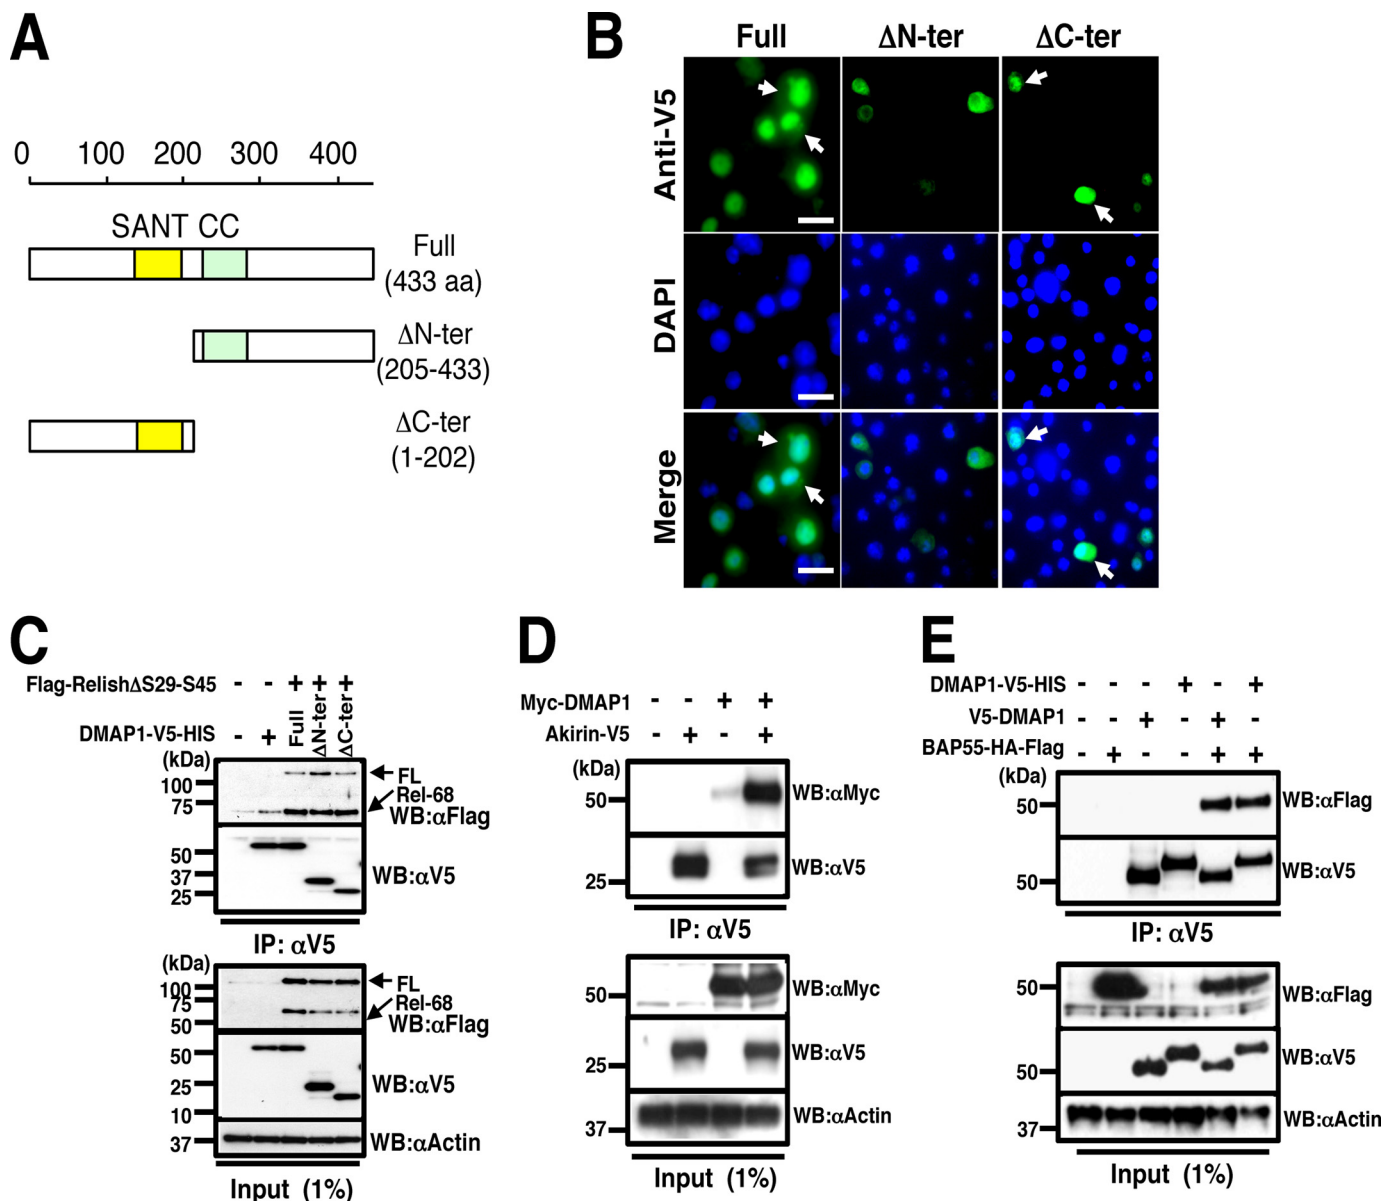 A
0 100 200 300 400
SANT CC
Full
(433 aa)
ΔN-ter
(205-433)
ΔC-ter
(1-202)
B
Full ΔN-ter ΔC-ter
Anti-V5
DAPI
Merge
C
Flag-RelishΔS29-S45 - - + + +
DMAP1-V5-HIS - + Full ΔN-ter ΔC-ter
(kDa)
100
75
FL
Rel-68
WB:αFlag
50
37
25
WB:αV5
IP: αV5
(kDa)
100
75
50
FL
Rel-68
WB:αFlag
50
25
10
WB:αV5
37
WB:αActin
Input (1%)
D
Myc-DMAP1 - - + +
Akirin-V5 - + - +
(kDa)
50
WB:αMyc
25
WB:αV5
IP: αV5
50
WB:αMyc
25
WB:αV5
37
WB:αActin
Input (1%)
E
DMAP1-V5-HIS - - - + - +
V5-DMAP1 - - + - + -
BAP55-HA-Flag - + - - + +
(kDa)
50
WB:αFlag
50
WB:αV5
IP: αV5
50
WB:αFlag
50
WB:αV5
37
WB:αActin
Input (1%)